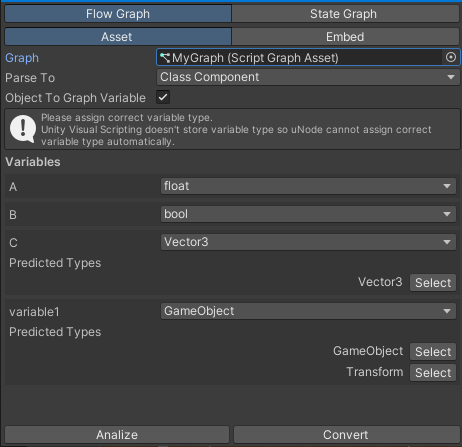 Flow Graph State Graph
Asset Embed
Graph MyGraph (Script Graph Asset)
Parse To Class Component
Object To Graph Variable
Please assign correct variable type.
Unity Visual Scripting doesn't store variable type so uNode cannot assign correct
variable type automatically.
Variables
A float
B bool
C Vector3
Predicted Types
Vector3 Select
variable1 GameObject
Predicted Types
GameObject Select
Transform Select
Analize Convert